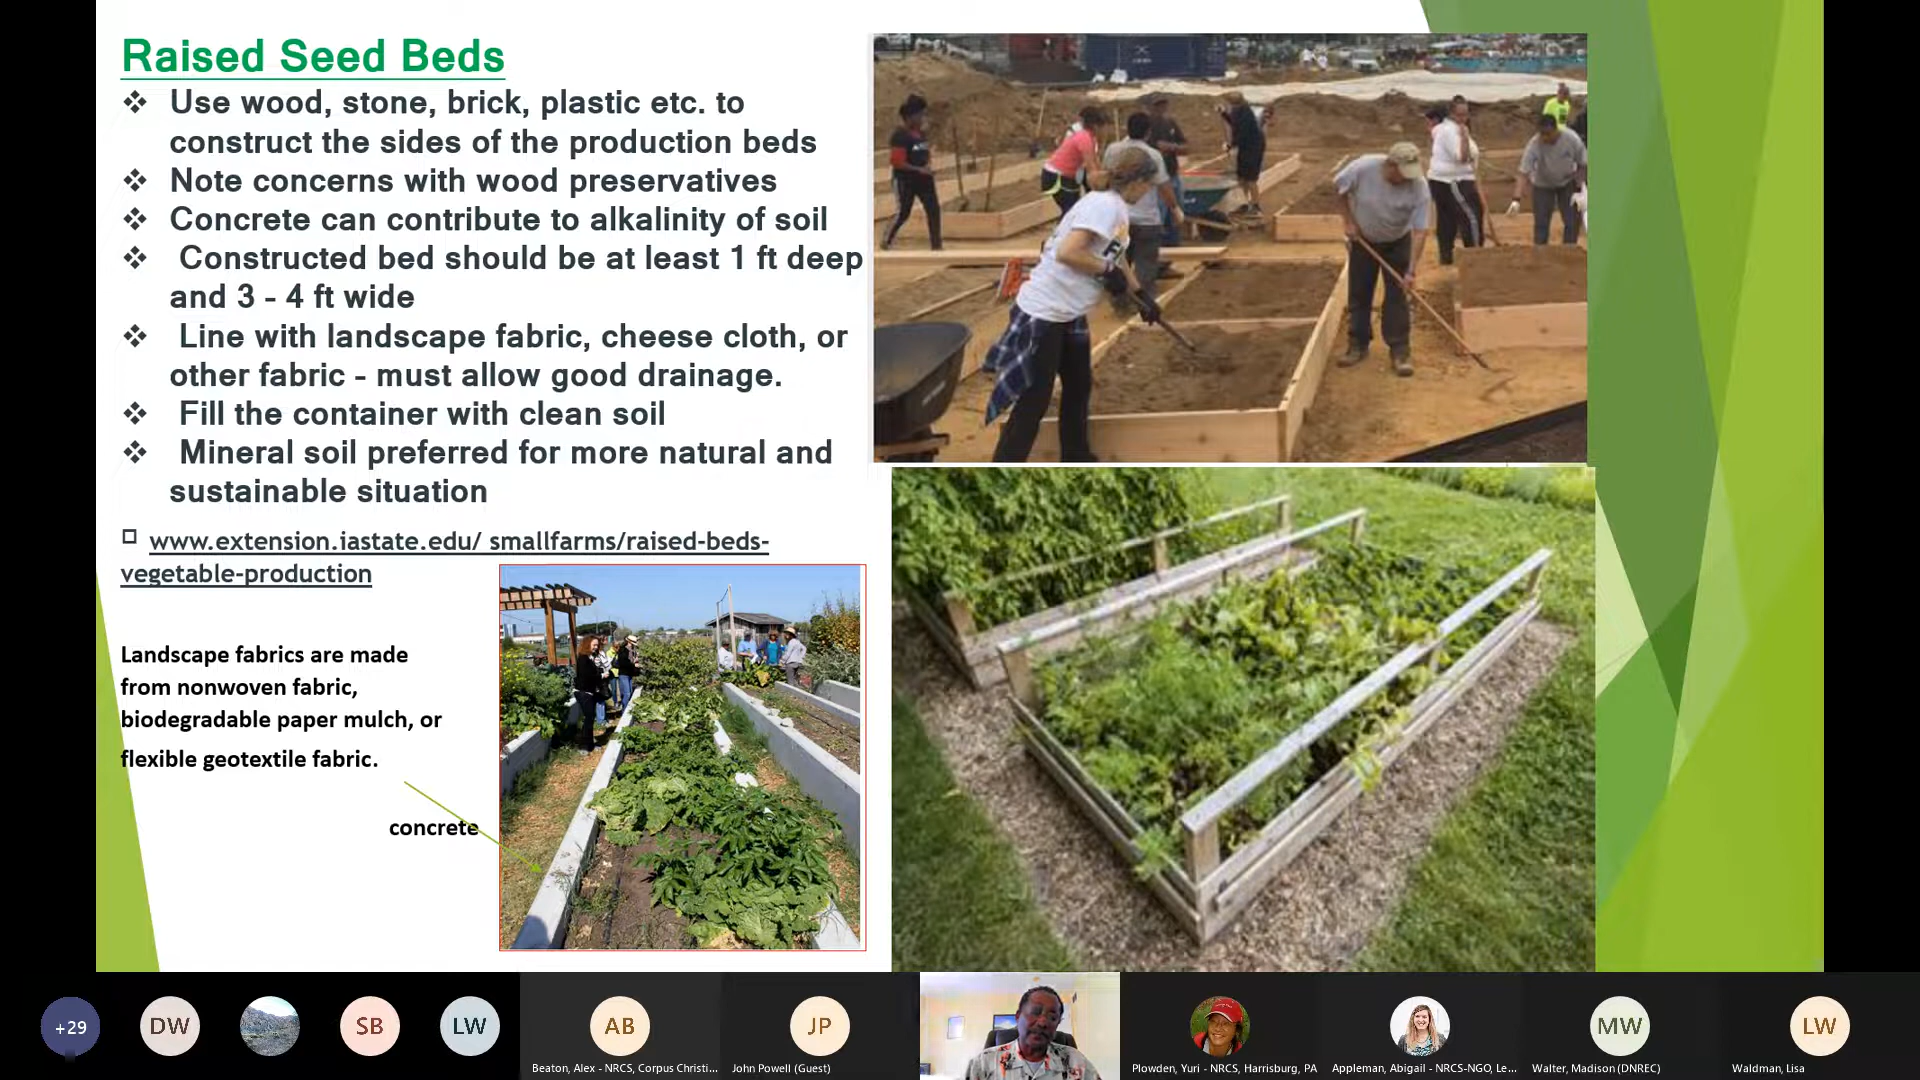 Raised Seed Beds
❖ Use wood, stone, brick, plastic etc. to
construct the sides of the production beds
❖ Note concerns with wood preservatives
❖ Concrete can contribute to alkalinity of soil
❖ Constructed bed should be at least 1 ft deep
and 3 - 4 ft wide
❖ Line with landscape fabric, cheese cloth, or
other fabric - must allow good drainage.
❖ Fill the container with clean soil
❖ Mineral soil preferred for more natural and
sustainable situation
□ www.extension.iastate.edu/ smallfarms/raised-beds-
vegetable-production
Landscape fabrics are made
from nonwoven fabric,
biodegradable paper mulch, or
flexible geotextile fabric.
concrete
+29
DW
SB
LW
AB
JP
MW
LW
Beaton, Alex - NRCS, Corpus Christi...
John Powell (Guest)
Plowden, Yuri - NRCS, Harrisburg, PA
Appleman, Abigail - NRCS-NGO, Le...
Walter, Madison (DNREC)
Waldman, Lisa